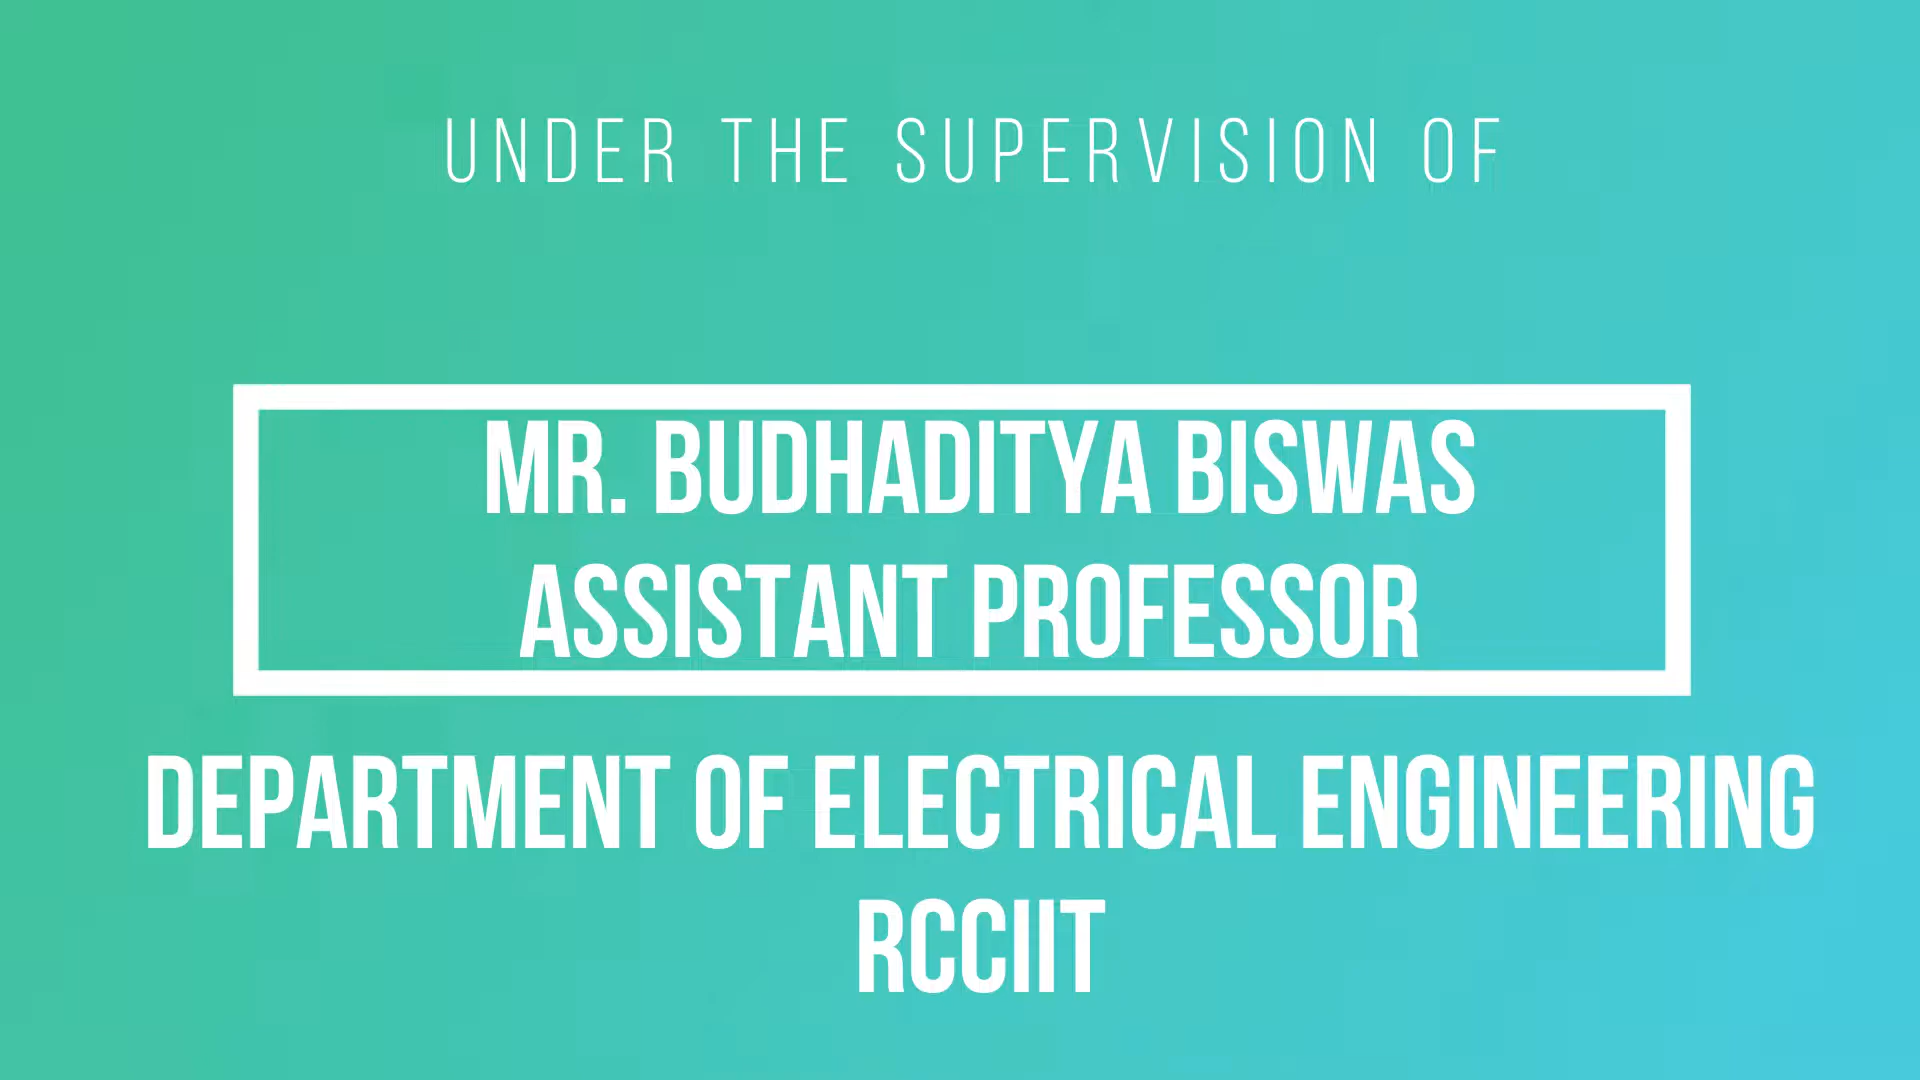 UNDER THE SUPERVISION OF
MR. BUDHADITYA BISWAS
ASSISTANT PROFESSOR
DEPARTMENT OF ELECTRICAL ENGINEERING
RCCIIT